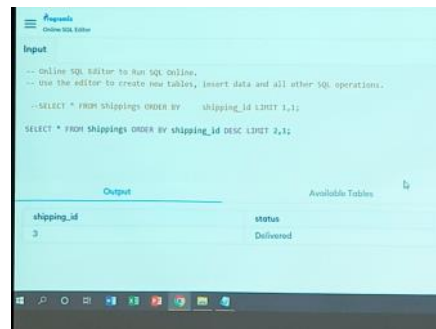 Programiz
Online SQL Editor
Input
-- Online SQL Editor to Run SQL Online.
-- Use the editor to create new tables, insert data and all other SQL operations.
--SELECT * FROM Shippings ORDER BY shipping_id LIMIT 1,1;
SELECT * FROM Shippings ORDER BY shipping_id DESC LIMIT 2,1;
Output Available Tables
shipping_id status
3 Delivered